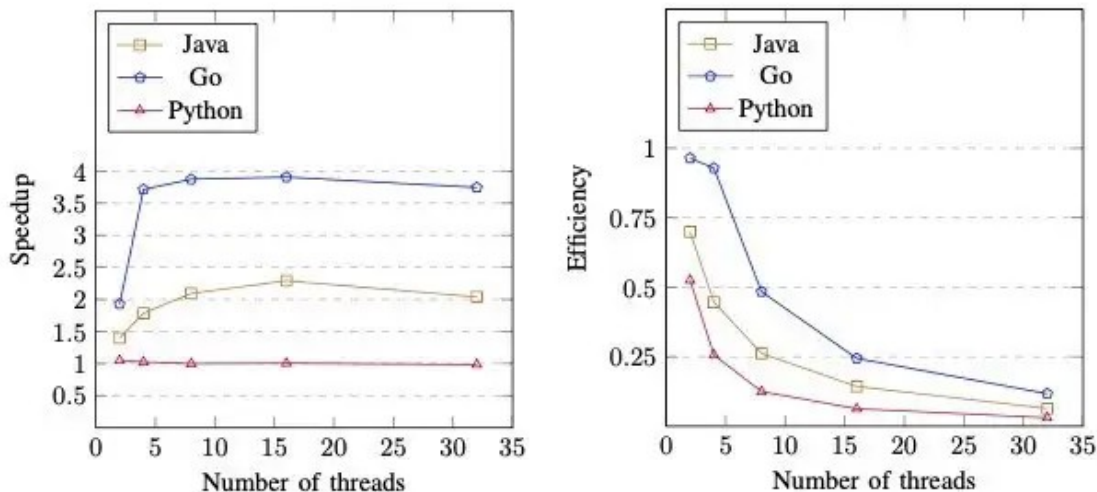 Java
Go
Python
Speedup
4
3.5
3
2.5
2
1.5
1
0.5
0 5 10 15 20 25 30 35
Number of threads
Java
Go
Python
Efficiency
1
0.75
0.5
0.25
0 5 10 15 20 25 30 35
Number of threads